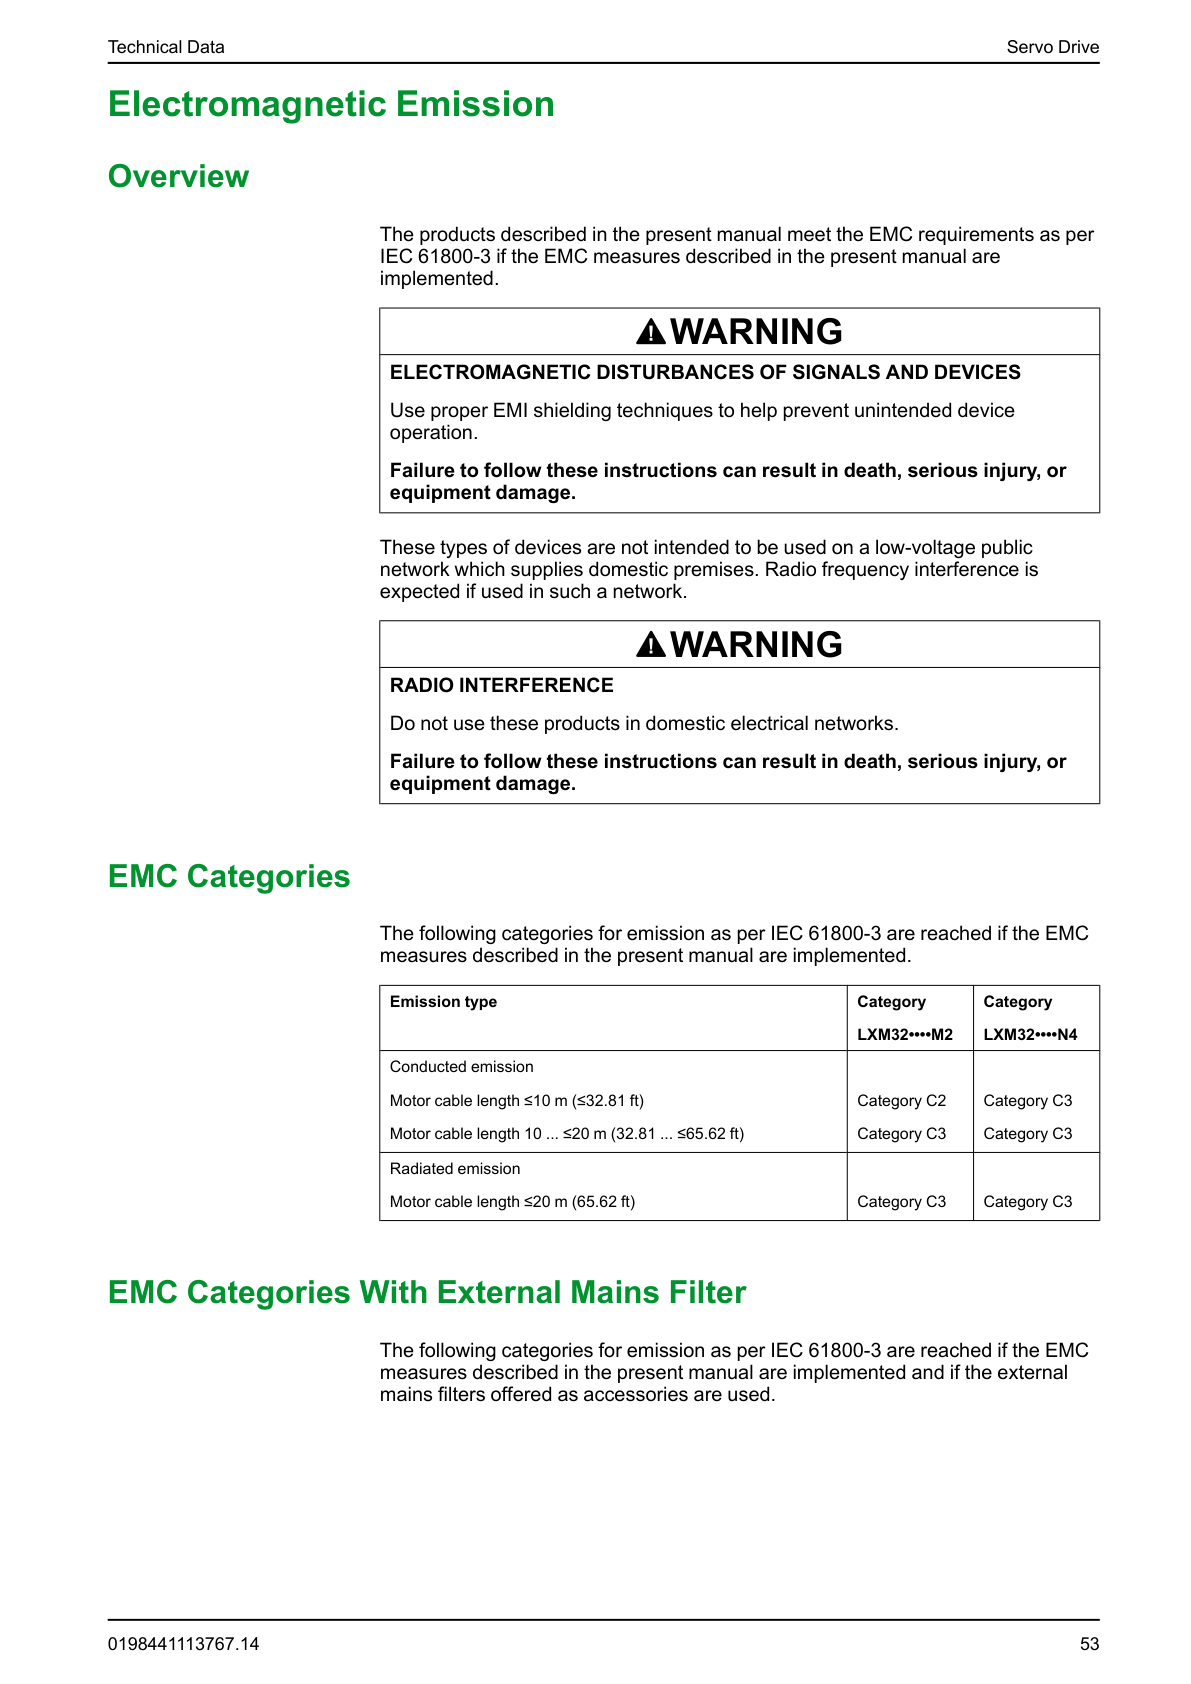 Technical Data
Servo Drive
Electromagnetic Emission
Overview
The products described in the present manual meet the EMC requirements as per
IEC 61800-3 if the EMC measures described in the present manual are
implemented.
WARNING
ELECTROMAGNETIC DISTURBANCES OF SIGNALS AND DEVICES
Use proper EMI shielding techniques to help prevent unintended device
operation.
Failure to follow these instructions can result in death, serious injury, or
equipment damage.
These types of devices are not intended to be used on a low-voltage public
network which supplies domestic premises. Radio frequency interference is
expected if used in such a network.
WARNING
RADIO INTERFERENCE
Do not use these products in domestic electrical networks.
Failure to follow these instructions can result in death, serious injury, or
equipment damage.
EMC Categories
The following categories for emission as per IEC 61800-3 are reached if the EMC
measures described in the present manual are implemented.
Emission type Category Category
LXM32••••M2 LXM32••••N4
Conducted emission
Motor cable length ≤10 m (≤32.81 ft) Category C2 Category C3
Motor cable length 10 ... ≤20 m (32.81 ... ≤65.62 ft) Category C3 Category C3
Radiated emission
Motor cable length ≤20 m (65.62 ft) Category C3 Category C3
EMC Categories With External Mains Filter
The following categories for emission as per IEC 61800-3 are reached if the EMC
measures described in the present manual are implemented and if the external
mains filters offered as accessories are used.
0198441113767.14
53